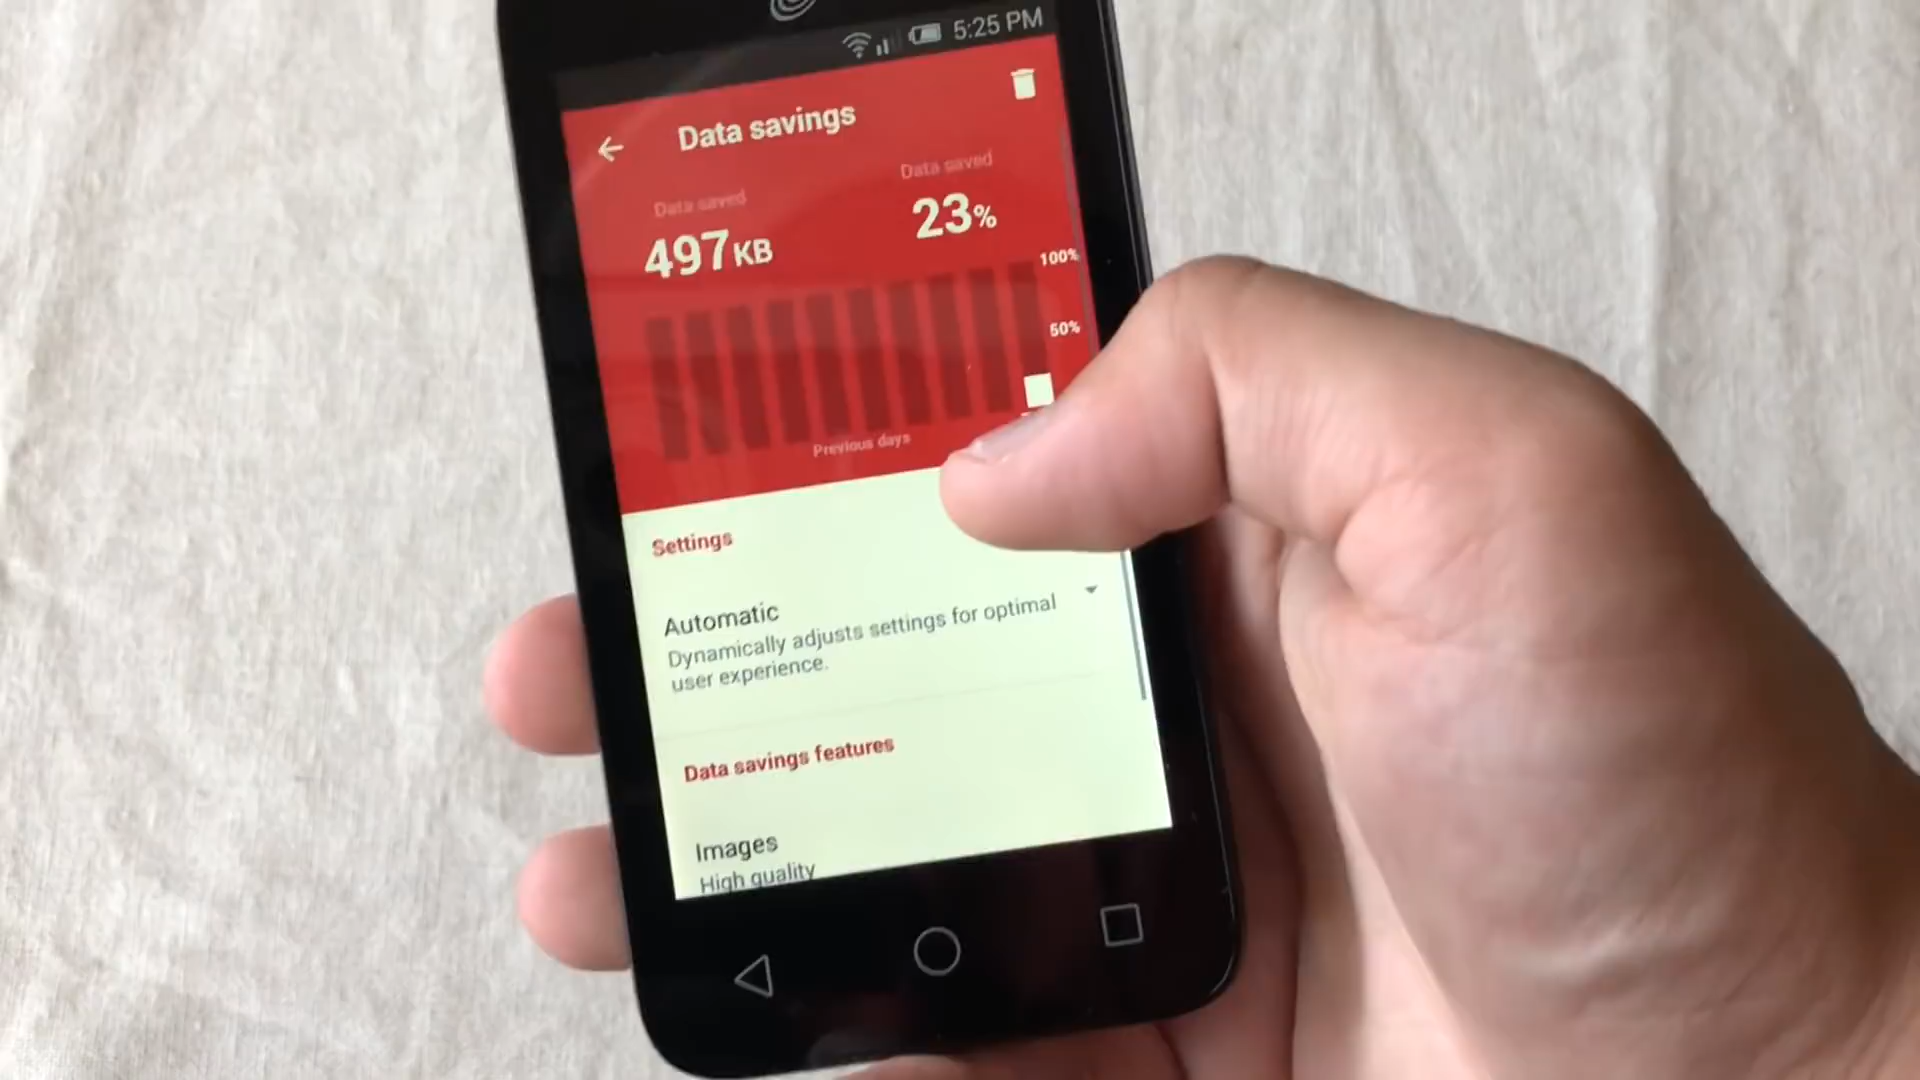 5:25 PM
Data savings
Data saved
497KB
Data saved
23%
100%
50%
Previous days
Settings
Automatic
Dynamically adjusts settings for optimal
user experience.
Data savings features
Images
High quality